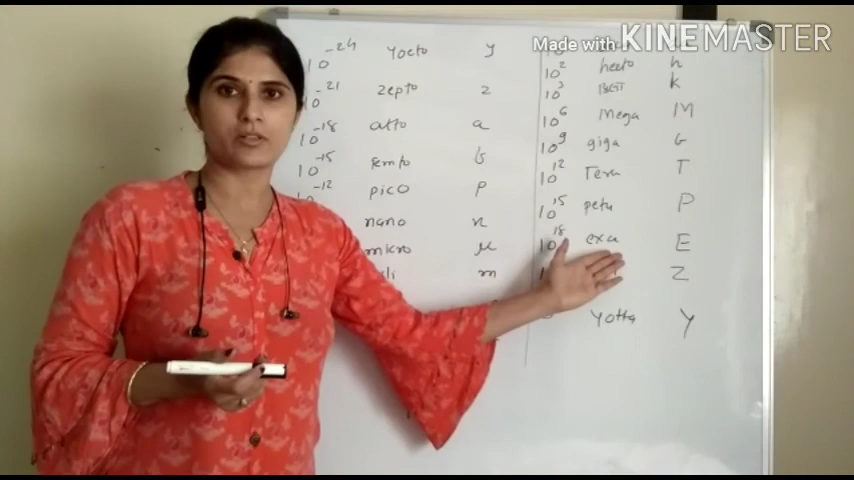 Made with KINEMASTER
10^-24 yocto y
10^-21 zepto z
10^-18 atto a
10^-15 femto f
10^-12 pico p
nano n
micro μ
m
10^2 hecto h
10^3 k
10^6 Mega M
10^9 giga G
10^12 Tera T
10^15 peta P
10^18 exa E
Z
Yotta Y